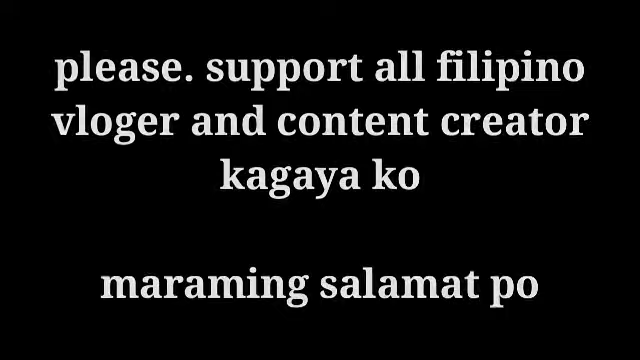 please. support all filipino
vloger and content creator
kagaya ko
maraming salamat po